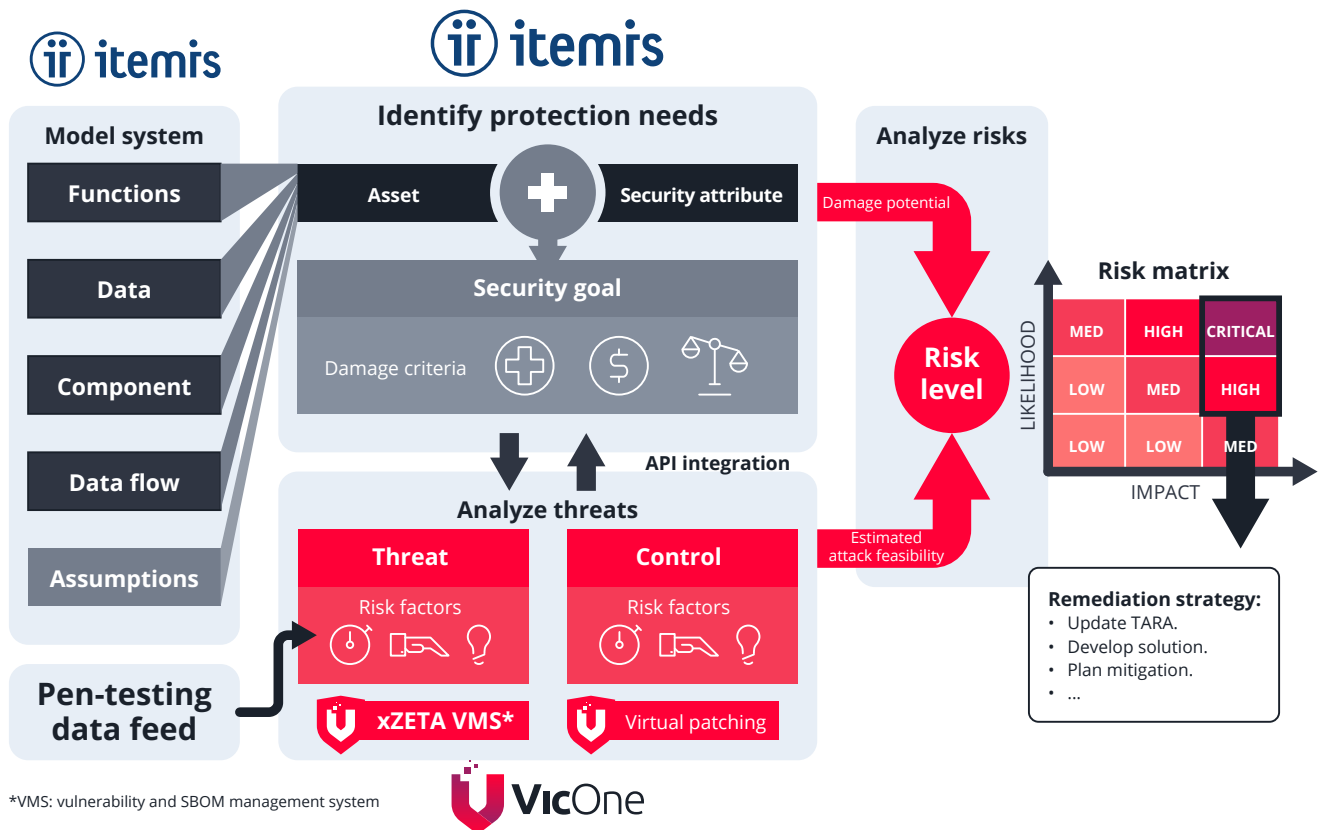 itemis
itemis
Model system
Functions
Data
Component
Data flow
Assumptions
Pen-testing
data feed
Identify protection needs
Asset
Security attribute
Security goal
Damage criteria
$
API integration
Analyze threats
Threat
Risk factors
xZETA VMS*
Control
Risk factors
Virtual patching
Analyze risks
Damage potential
Risk
level
Estimated
attack feasibility
Risk matrix
LIKELIHOOD
MED
HIGH
CRITICAL
LOW
MED
HIGH
LOW
LOW
MED
IMPACT
Remediation strategy:
• Update TARA.
• Develop solution.
• Plan mitigation.
• ...
*VMS: vulnerability and SBOM management system
VicOne